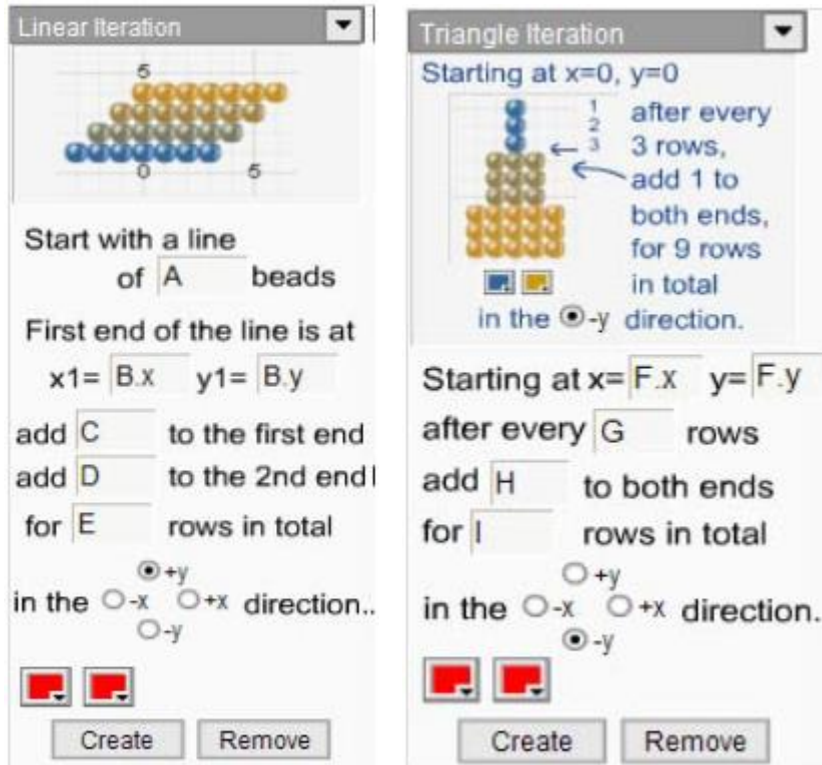 Linear Iteration
5
0
5
Start with a line
of A beads
First end of the line is at
x1= B.x y1= B.y
add C to the first end
add D to the 2nd end
for E rows in total
+y
in the -x +x direction..
-y
Create Remove
Triangle Iteration
Starting at x=0, y=0
1
2
3
after every
3 rows,
add 1 to
both ends,
for 9 rows
in total
in the -y direction.
Starting at x= F.x y= F.y
after every G rows
add H to both ends
for I rows in total
+y
in the -x +x direction.
-y
Create Remove